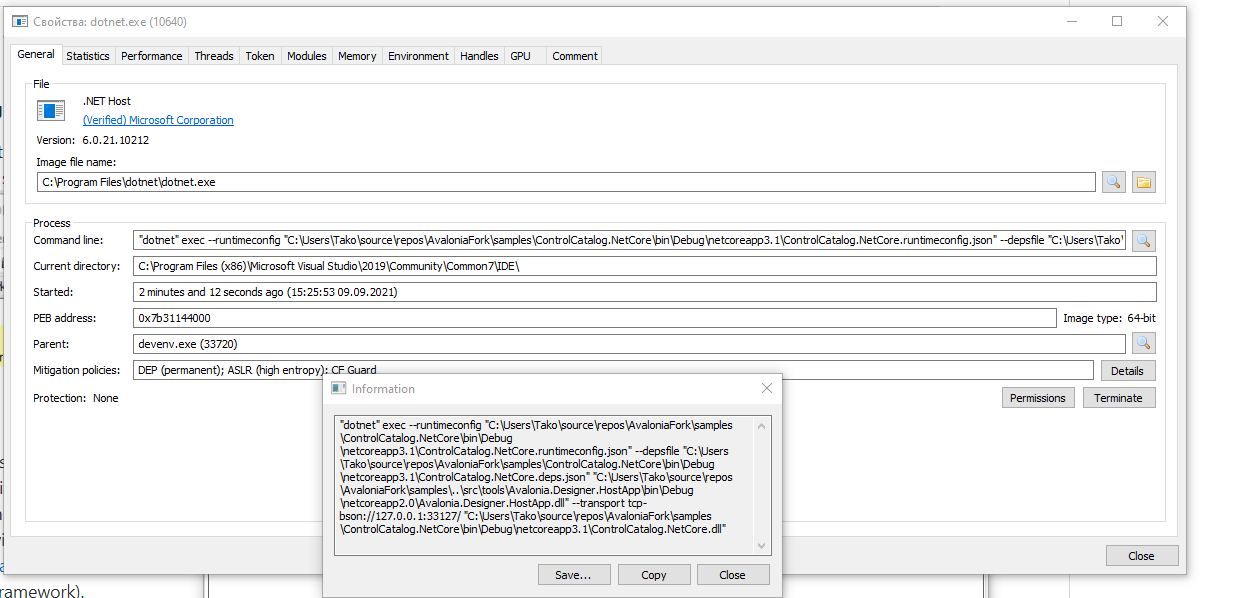 Свойства: dotnet.exe (10640)
General Statistics Performance Threads Token Modules Memory Environment Handles GPU Comment
File
.NET Host
(Verified) Microsoft Corporation
Version: 6.0.21.10212
Image file name:
C:\Program Files\dotnet\dotnet.exe
Process
Command line: "dotnet" exec --runtimeconfig "C:\Users\Tako\source\repos\AvaloniaFork\samples\ControlCatalog.NetCore\bin\Debug\netcoreapp3.1\ControlCatalog.NetCore.runtimeconfig.json" --depsfile "C:\Users\Tako\
Current directory: C:\Program Files (x86)\Microsoft Visual Studio\2019\Community\Common7\IDE\
Started: 2 minutes and 12 seconds ago (15:25:53 09.09.2021)
PEB address: 0x7b31144000 Image type: 64-bit
Parent: devenv.exe (33720)
Mitigation policies: DEP (permanent); ASLR (high entropy); CF Guard Details
Protection: None Permissions Terminate
Information
"dotnet" exec --runtimeconfig "C:\Users\Tako\source\repos\AvaloniaFork\samples
\ControlCatalog.NetCore\bin\Debug
\netcoreapp3.1\ControlCatalog.NetCore.runtimeconfig.json" --depsfile "C:\Users
\Tako\source\repos\AvaloniaFork\samples\ControlCatalog.NetCore\bin\Debug
\netcoreapp3.1\ControlCatalog.NetCore.deps.json" "C:\Users\Tako\source\repos
\AvaloniaFork\samples\..\src\tools\Avalonia.Designer.HostApp\bin\Debug
\netcoreapp2.0\Avalonia.Designer.HostApp.dll" --transport tcp-
bson://127.0.0.1:33127/ "C:\Users\Tako\source\repos\AvaloniaFork\samples
\ControlCatalog.NetCore\bin\Debug\netcoreapp3.1\ControlCatalog.NetCore.dll"
Save... Copy Close
Close
ramework).